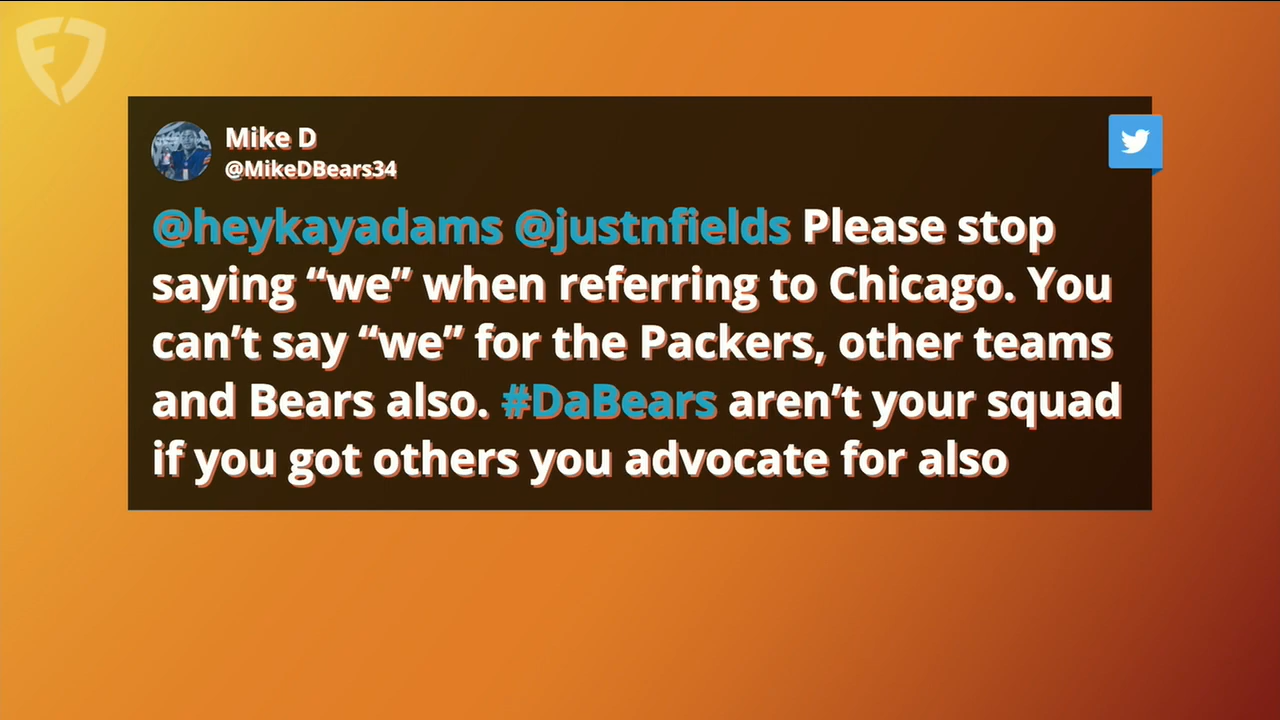 Mike D
@MikeDBears34
@heykayadams @justnfields Please stop
saying “we” when referring to Chicago. You
can’t say “we” for the Packers, other teams
and Bears also. #DaBears aren’t your squad
if you got others you advocate for also